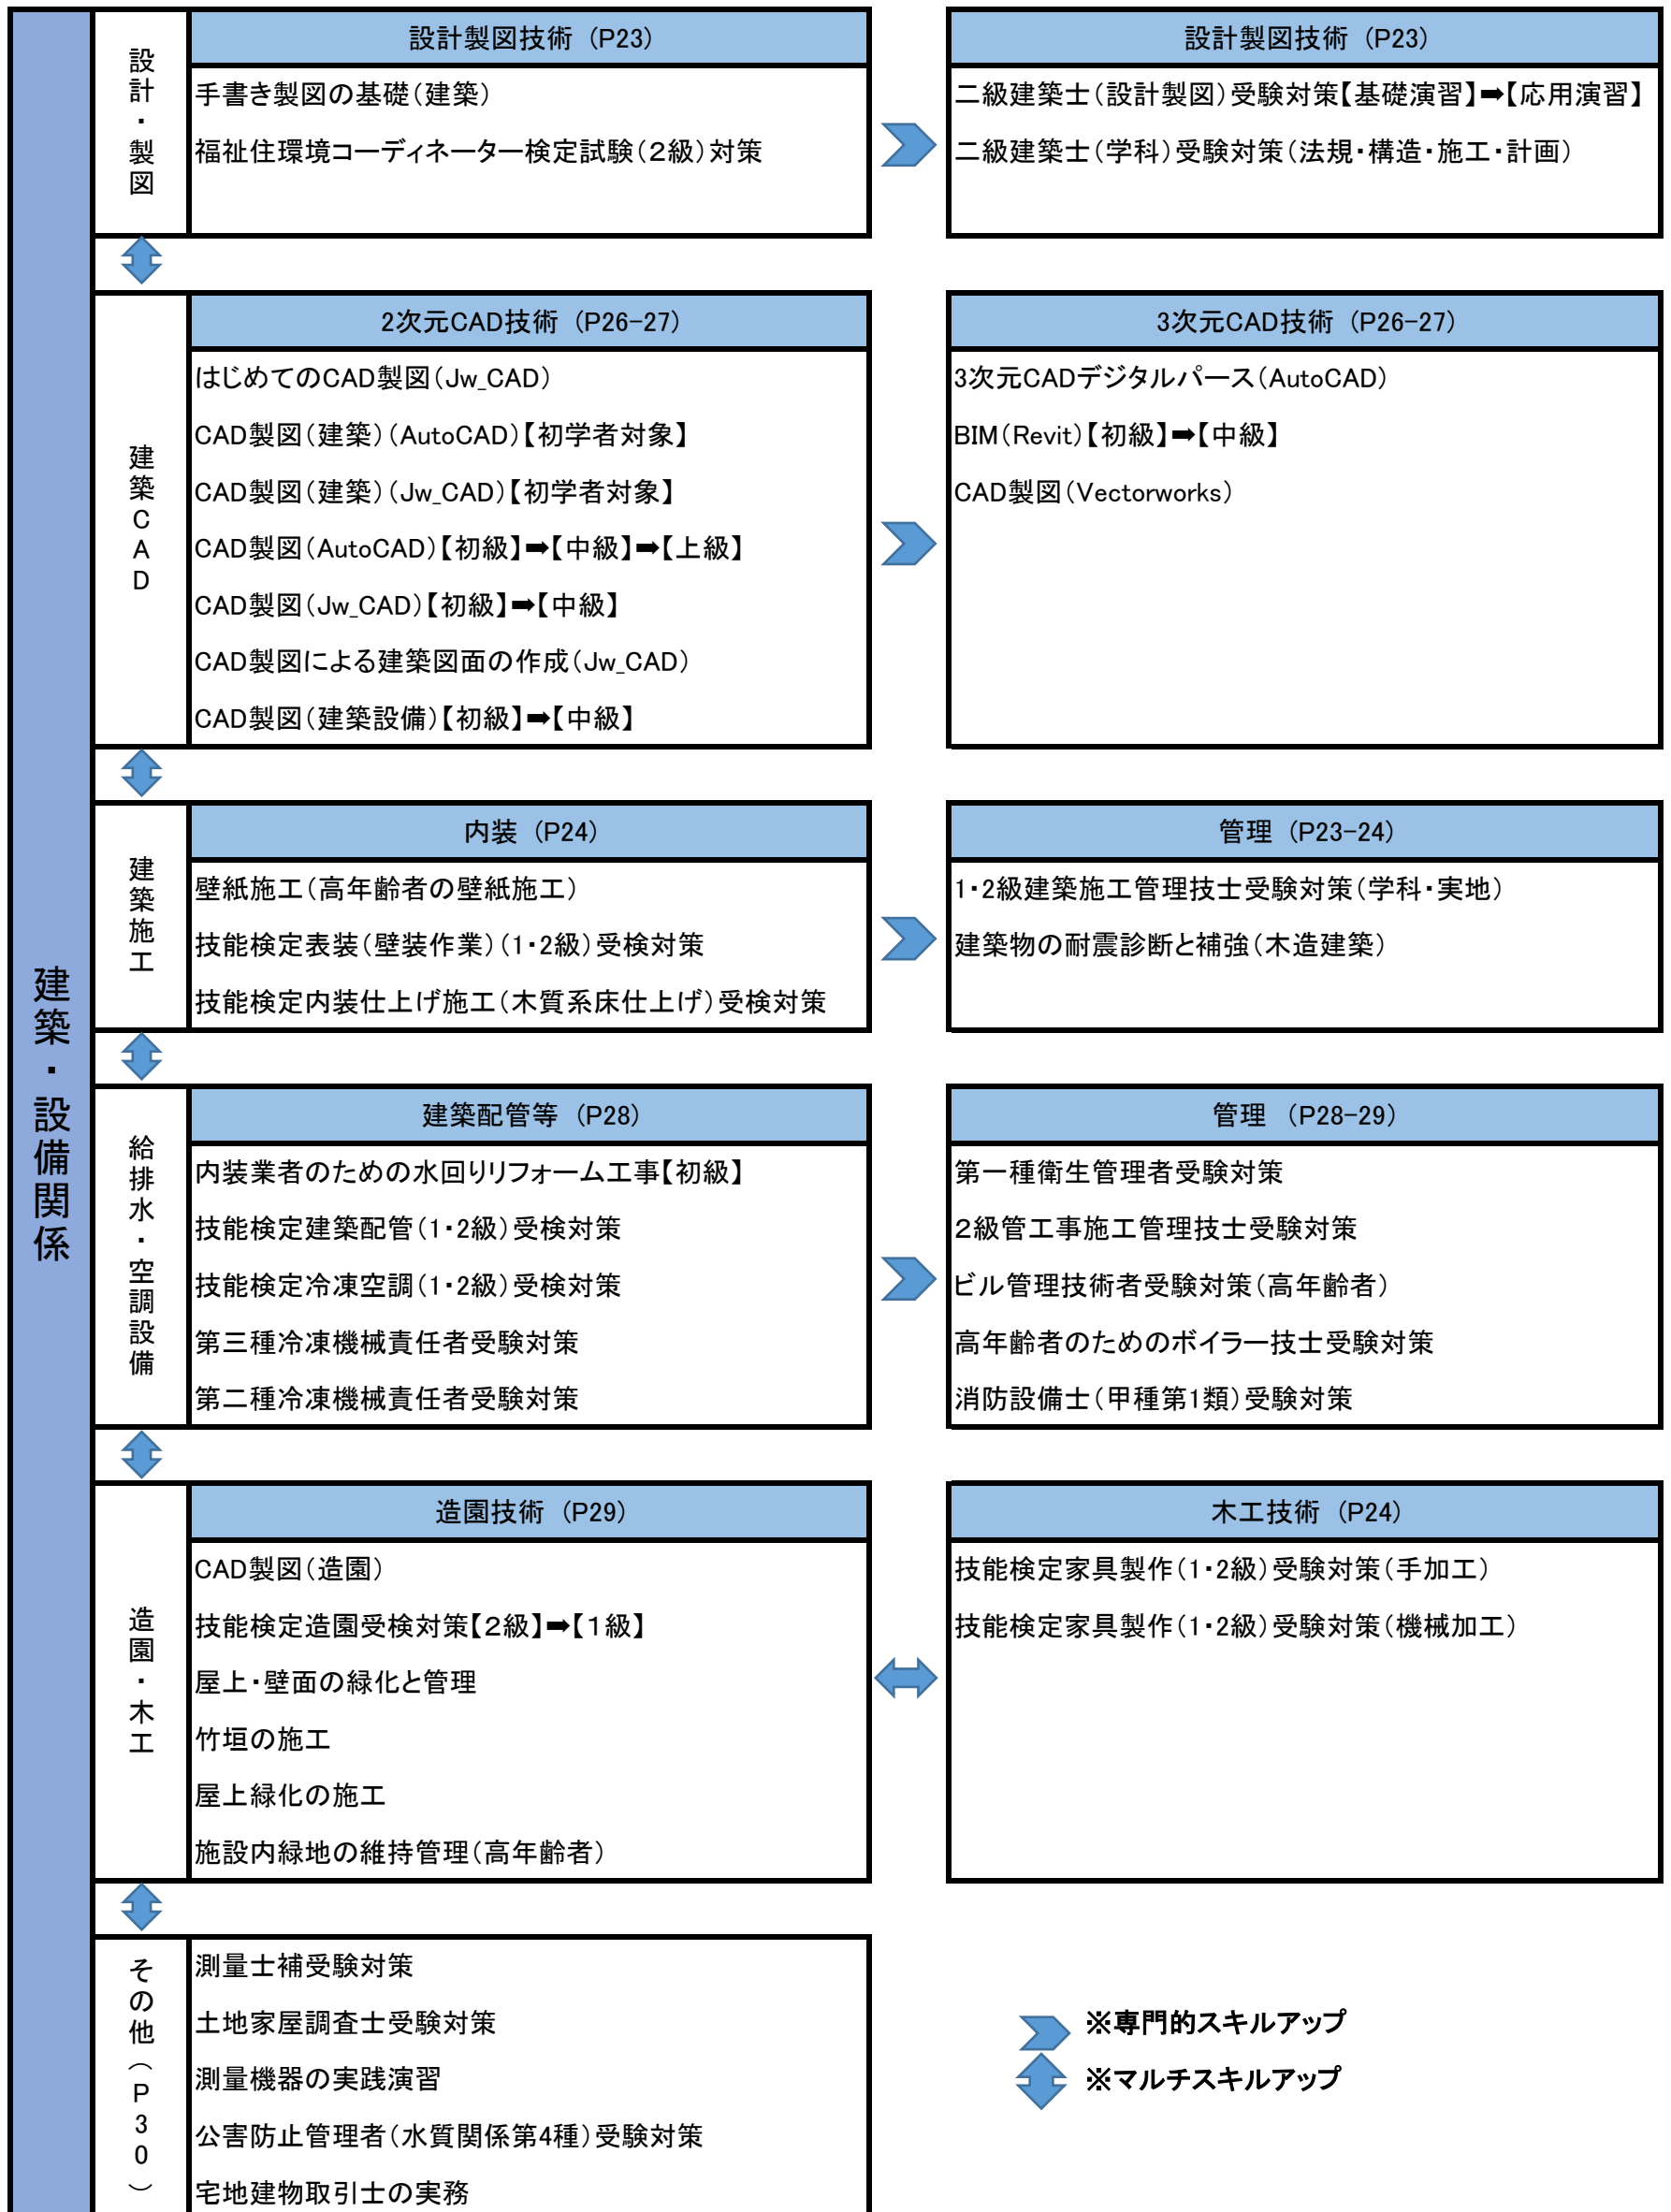 建築・設備関係
設計・製図
設計製図技術 (P23)
手書き製図の基礎(建築)
福祉住環境コーディネーター検定試験(2級)対策
設計製図技術 (P23)
二級建築士(設計製図)受験対策【基礎演習】➡【応用演習】
二級建築士(学科)受験対策(法規・構造・施工・計画)
建築CAD
2次元CAD技術 (P26-27)
はじめてのCAD製図(Jw_CAD)
CAD製図(建築)(AutoCAD)【初学者対象】
CAD製図(建築)(Jw_CAD)【初学者対象】
CAD製図(AutoCAD)【初級】➡【中級】➡【上級】
CAD製図(Jw_CAD)【初級】➡【中級】
CAD製図による建築図面の作成(Jw_CAD)
CAD製図(建築設備)【初級】➡【中級】
3次元CAD技術 (P26-27)
3次元CADデジタルパース(AutoCAD)
BIM(Revit)【初級】➡【中級】
CAD製図(Vectorworks)
建築施工
内装 (P24)
壁紙施工(高年齢者の壁紙施工)
技能検定表装(壁装作業)(1・2級)受検対策
技能検定内装仕上げ施工(木質系床仕上げ)受検対策
管理 (P23-24)
1・2級建築施工管理技士受験対策(学科・実地)
建築物の耐震診断と補強(木造建築)
給排水・空調設備
建築配管等 (P28)
内装業者のための水回りリフォーム工事【初級】
技能検定建築配管(1・2級)受検対策
技能検定冷凍空調(1・2級)受検対策
第三種冷凍機械責任者受験対策
第二種冷凍機械責任者受験対策
管理 (P28-29)
第一種衛生管理者受験対策
2級管工事施工管理技士受験対策
ビル管理技術者受験対策(高年齢者)
高年齢者のためのボイラー技士受験対策
消防設備士(甲種第1類)受験対策
造園・木工
造園技術 (P29)
CAD製図(造園)
技能検定造園受検対策【2級】➡【1級】
屋上・壁面の緑化と管理
竹垣の施工
屋上緑化の施工
施設内緑地の維持管理(高年齢者)
木工技術 (P24)
技能検定家具製作(1・2級)受験対策(手加工)
技能検定家具製作(1・2級)受験対策(機械加工)
その他(P30)
測量士補受験対策
土地家屋調査士受験対策
測量機器の実践演習
公害防止管理者(水質関係第4種)受験対策
宅地建物取引士の実務
※専門的スキルアップ
※マルチスキルアップ